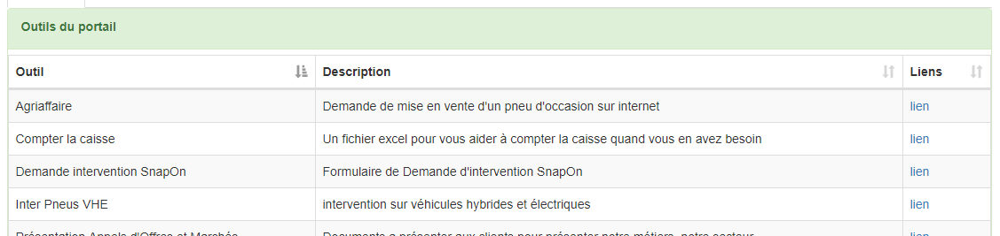 Outils du portail
Outil Description Liens
Agriaffaire Demande de mise en vente d'un pneu d'occasion sur internet lien
Compter la caisse Un fichier excel pour vous aider à compter la caisse quand vous en avez besoin lien
Demande intervention SnapOn Formulaire de Demande d'intervention SnapOn lien
Inter Pneus VHE intervention sur véhicules hybrides et électriques lien
Présentation Appels d'Offres et Marchés Documents a présenter aux clients pour présenter notre métiers, notre secteur